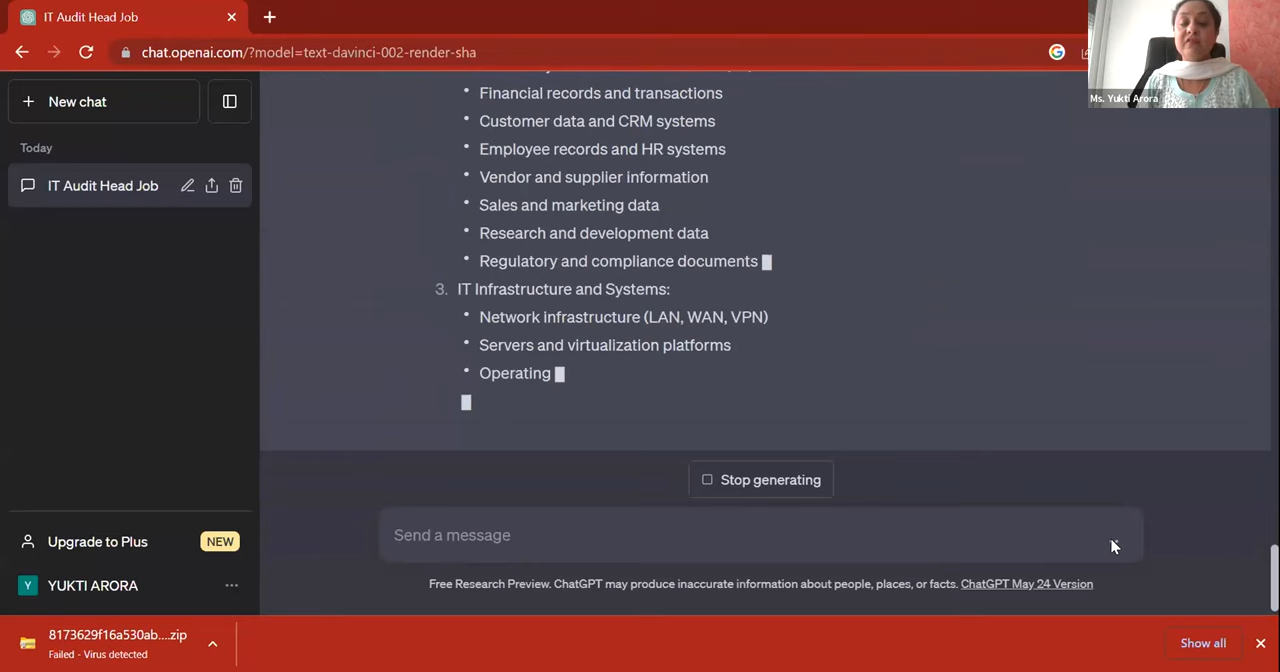 IT Audit Head Job
chat.openai.com/?model=text-davinci-002-render-sha
Ms. Yukti Arora
New chat
Today
IT Audit Head Job
• Financial records and transactions
• Customer data and CRM systems
• Employee records and HR systems
• Vendor and supplier information
• Sales and marketing data
• Research and development data
• Regulatory and compliance documents
3. IT Infrastructure and Systems:
• Network infrastructure (LAN, WAN, VPN)
• Servers and virtualization platforms
• Operating
Stop generating
Send a message
Free Research Preview. ChatGPT may produce inaccurate information about people, places, or facts. ChatGPT May 24 Version
Upgrade to Plus NEW
Y YUKTI ARORA
8173629f16a530ab....zip
Failed - Virus detected
Show all